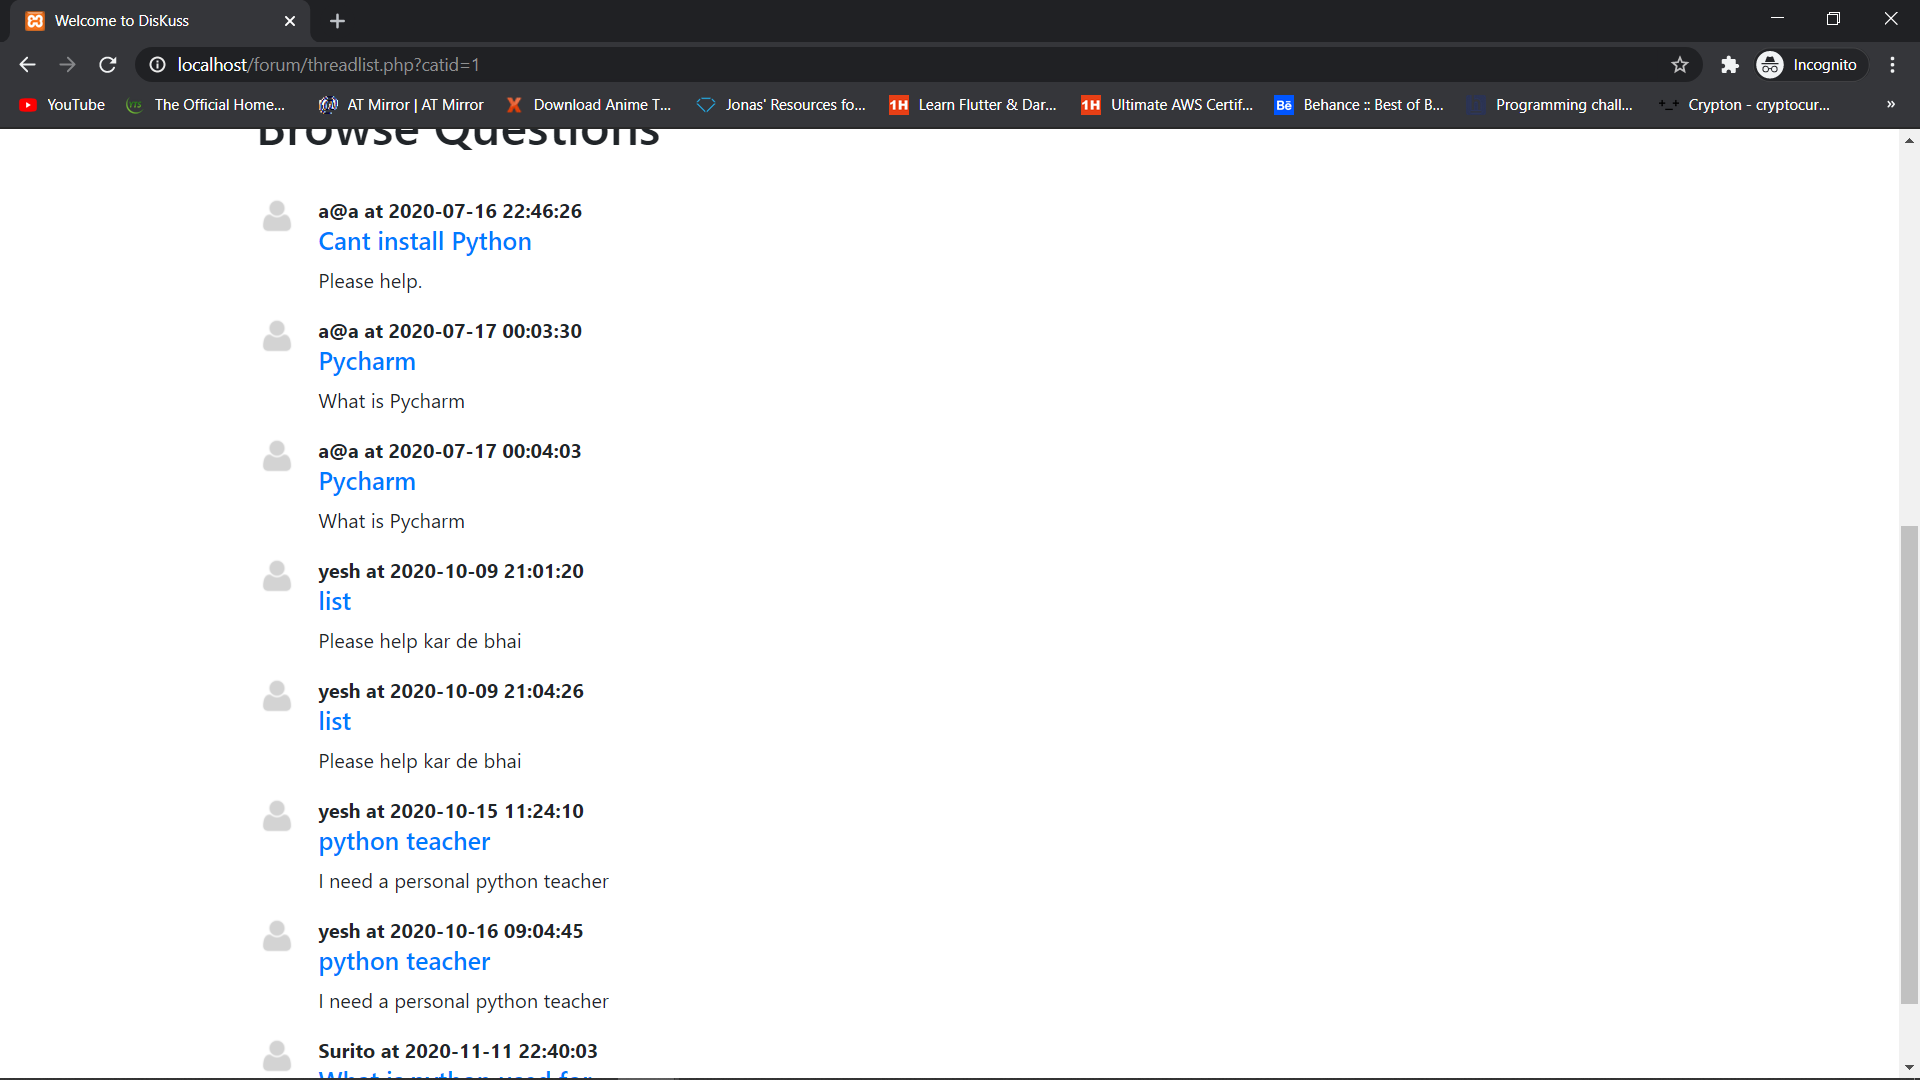 Welcome to DisKuss
localhost/forum/threadlist.php?catid=1
Incognito
YouTube
The Official Home...
AT Mirror | AT Mirror
Download Anime T...
Jonas' Resources fo...
Learn Flutter & Dar...
Ultimate AWS Certif...
Behance :: Best of B...
Programming chall...
Crypton - cryptocur...
»
Browse Questions
a@a at 2020-07-16 22:46:26
Cant install Python
Please help.
a@a at 2020-07-17 00:03:30
Pycharm
What is Pycharm
a@a at 2020-07-17 00:04:03
Pycharm
What is Pycharm
yesh at 2020-10-09 21:01:20
list
Please help kar de bhai
yesh at 2020-10-09 21:04:26
list
Please help kar de bhai
yesh at 2020-10-15 11:24:10
python teacher
I need a personal python teacher
yesh at 2020-10-16 09:04:45
python teacher
I need a personal python teacher
Surito at 2020-11-11 22:40:03
What is python used for